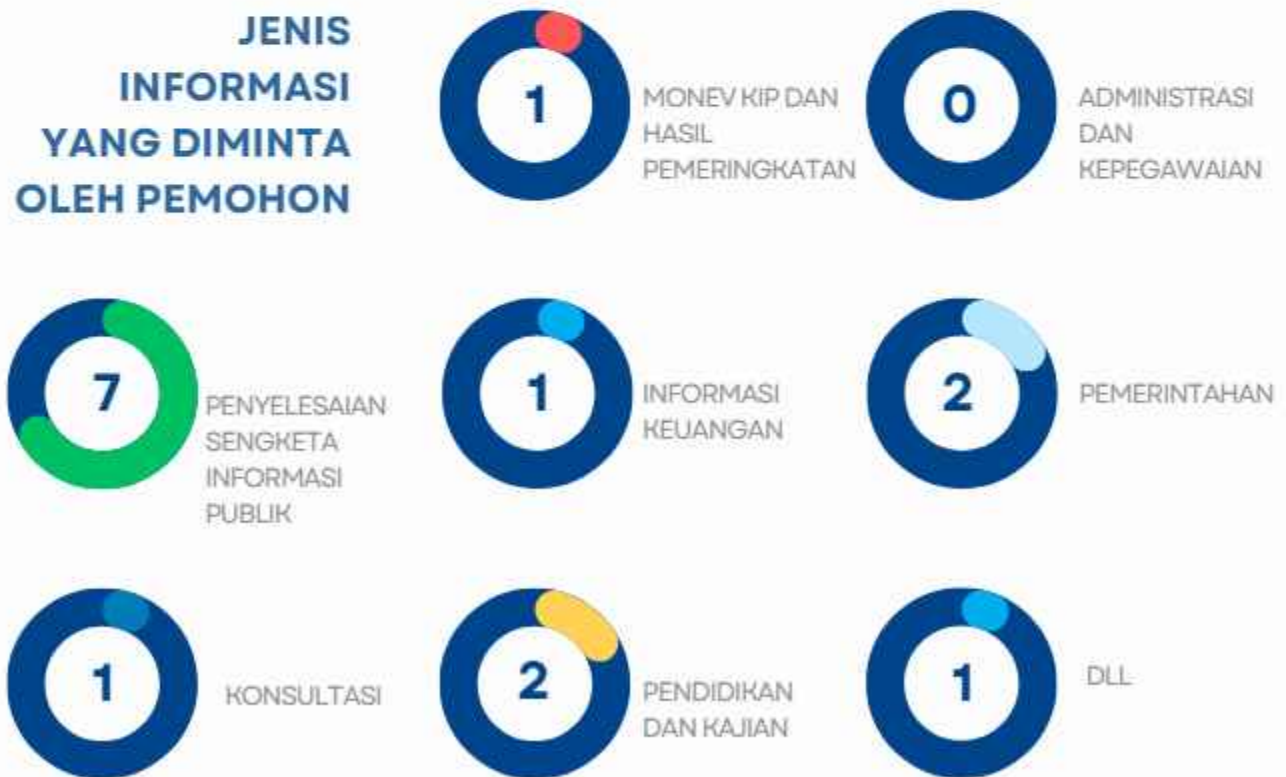 JENIS
INFORMASI
YANG DIMINTA
OLEH PEMOHON
1
MONEV KIP DAN
HASIL
PEMERINGKATAN
0
ADMINISTRASI
DAN
KEPEGAWAIAN
7
PENYELESAIAN
SENGKETA
INFORMASI
PUBLIK
1
INFORMASI
KEUANGAN
2
PEMERINTAHAN
1
KONSULTASI
2
PENDIDIKAN
DAN KAJIAN
1
DLL